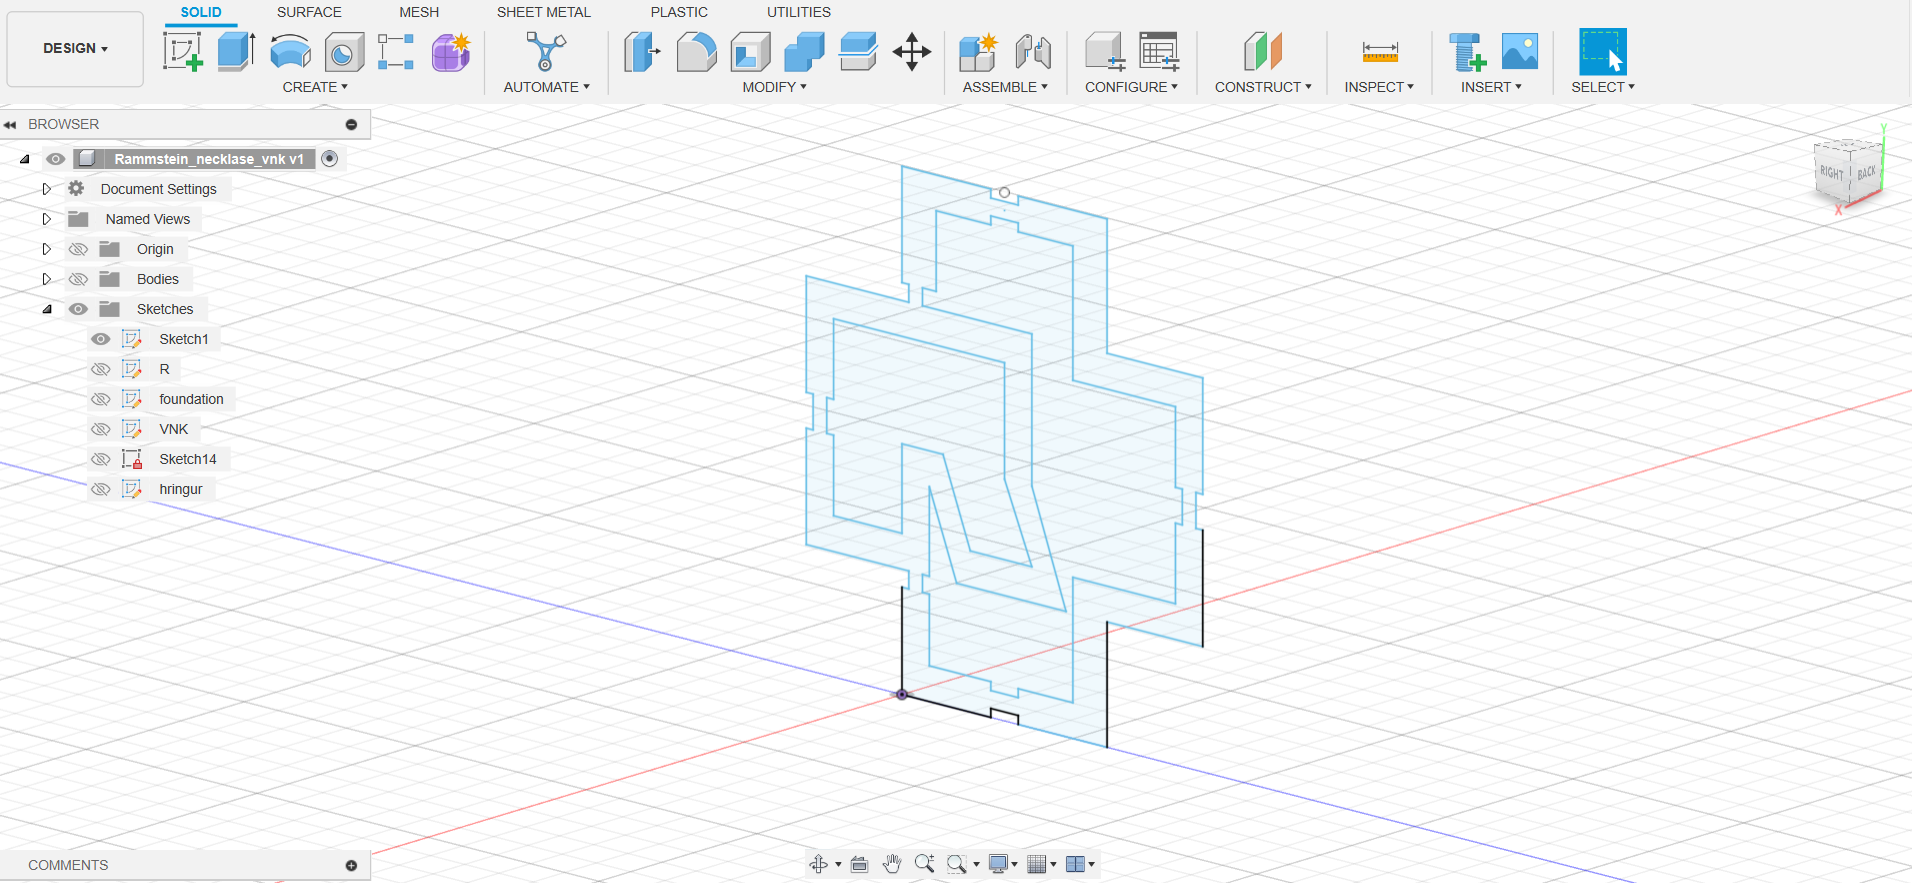 SOLID SURFACE MESH SHEET METAL PLASTIC UTILITIES
DESIGN
CREATE AUTOMATE MODIFY ASSEMBLE CONFIGURE CONSTRUCT INSPECT INSERT SELECT
BROWSER
Rammstein_necklase_vnk v1
Document Settings
Named Views
Origin
Bodies
Sketches
Sketch1
R
foundation
VNK
Sketch14
hringur
Y
RIGHT BACK
X
COMMENTS